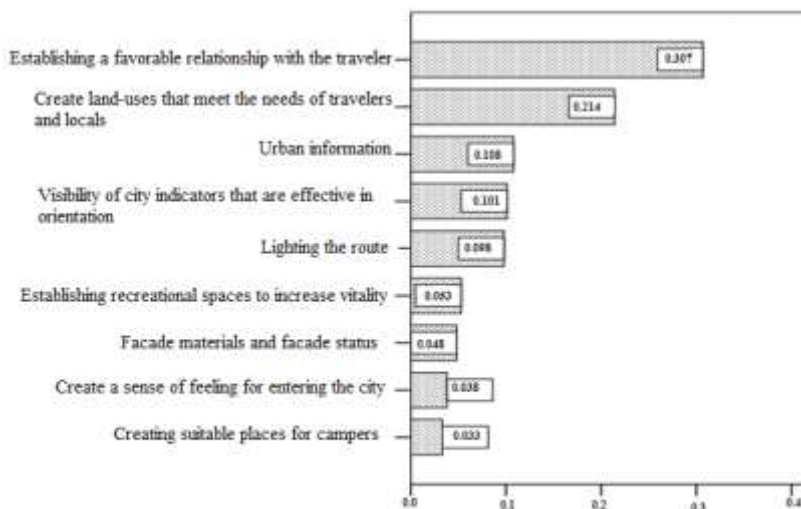 Establishing a favorable relationship with the traveler
0.307
Create land-uses that meet the needs of travelers
and locals
0.214
Urban information
0.108
Visibility of city indicators that are effective in
orientation
0.101
Lighting the route
0.098
Establishing recreational spaces to increase vitality
0.053
Facade materials and facade status
0.048
Create a sense of feeling for entering the city
0.038
Creating suitable places for campers
0.033
0.0
0.1
0.2
0.3
0.4